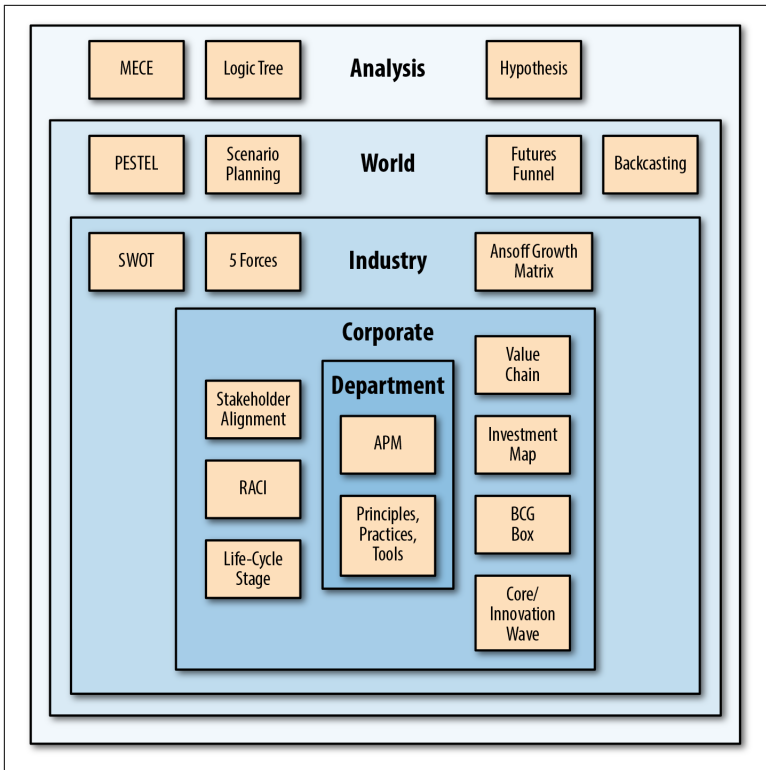 MECE
Logic Tree
Analysis
Hypothesis
PESTEL
Scenario
Planning
World
Futures
Funnel
Backcasting
SWOT
5 Forces
Industry
Ansoff Growth
Matrix
Corporate
Stakeholder
Alignment
RACI
Life-Cycle
Stage
Department
APM
Principles,
Practices,
Tools
Value
Chain
Investment
Map
BCG
Box
Core/
Innovation
Wave